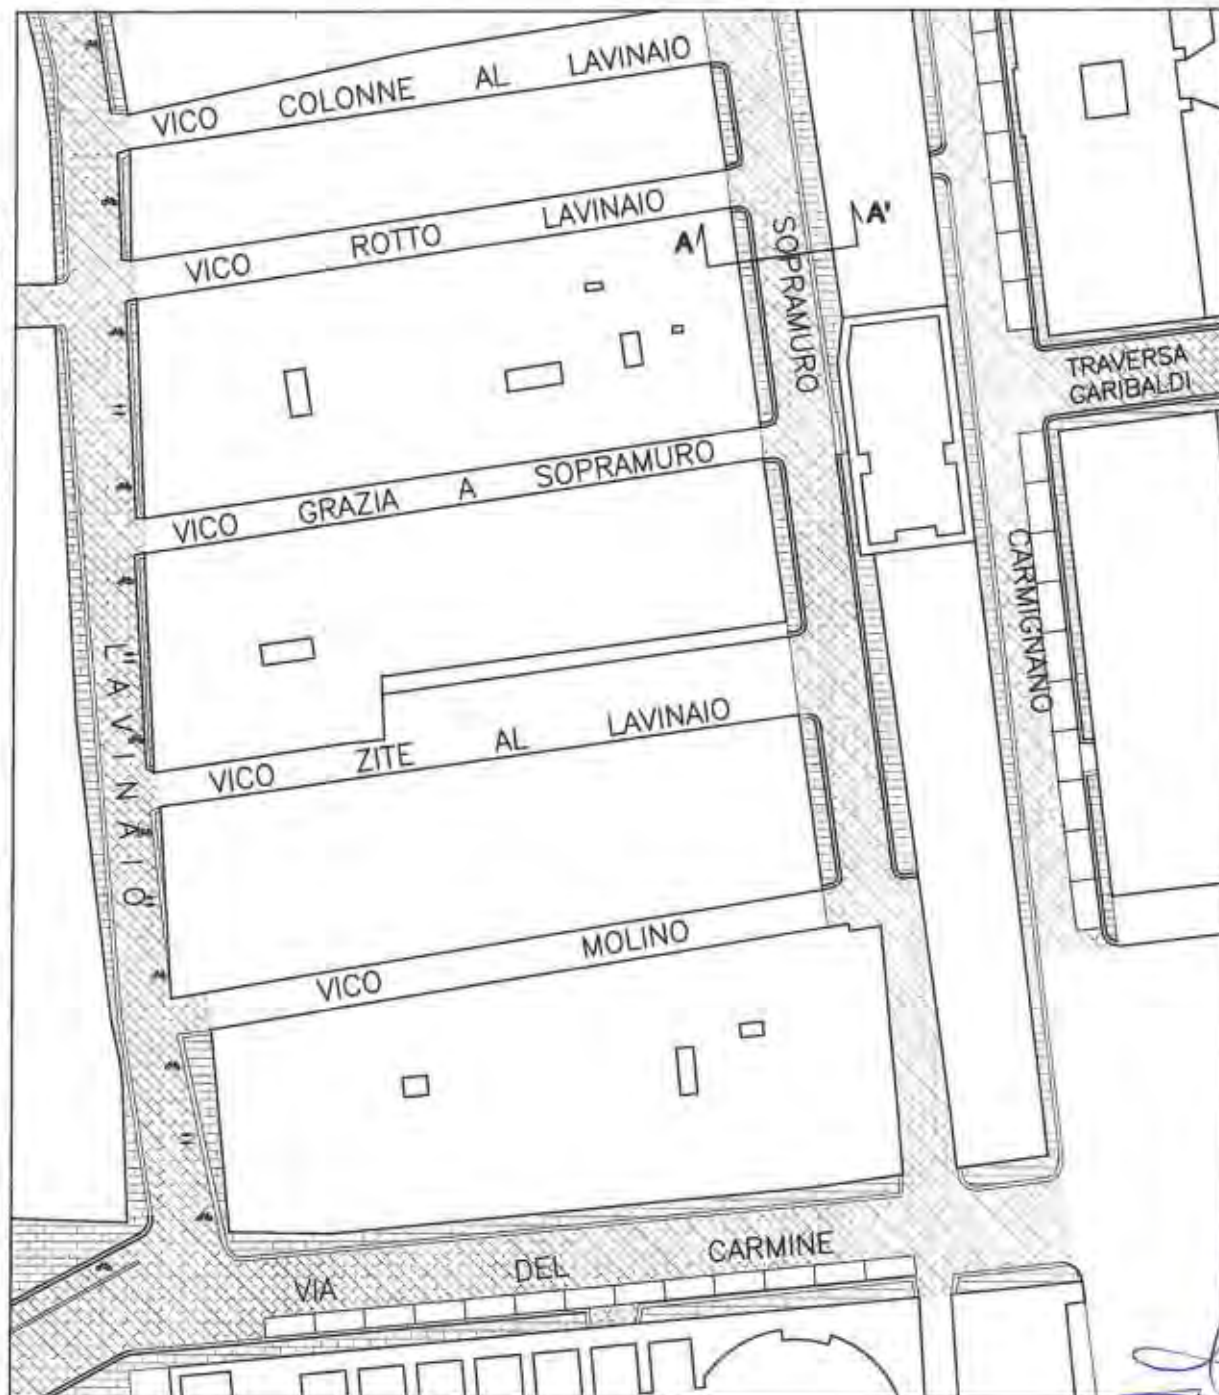 VICO COLONNE AL LAVINAIO
VICO ROTTO LAVINAIO
A A'
SOPRAMURO
TRAVERSA
GARIBALDI
VICO GRAZIA A SOPRAMURO
CARMIGNANO
LAVINAIO
VICO ZITE AL LAVINAIO
VICO MOLINO
VIA DEL CARMINE